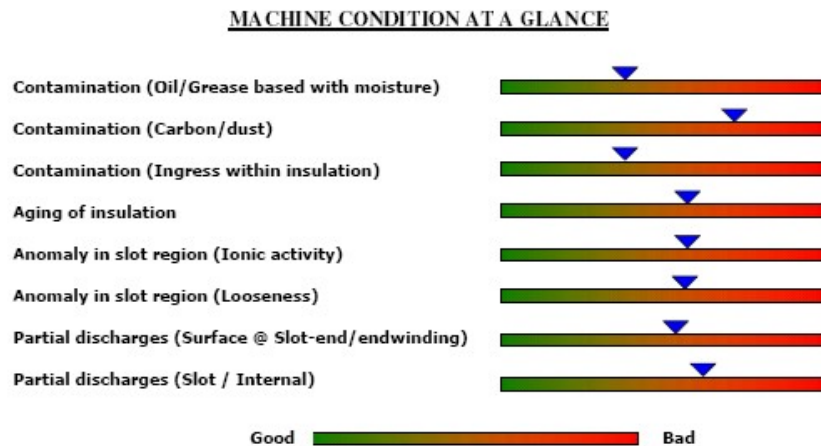 MACHINE CONDITION AT A GLANCE
Contamination (Oil/Grease based with moisture)
Contamination (Carbon/dust)
Contamination (Ingress within insulation)
Aging of insulation
Anomaly in slot region (Ionic activity)
Anomaly in slot region (Looseness)
Partial discharges (Surface @ Slot-end/endwinding)
Partial discharges (Slot / Internal)
Good Bad